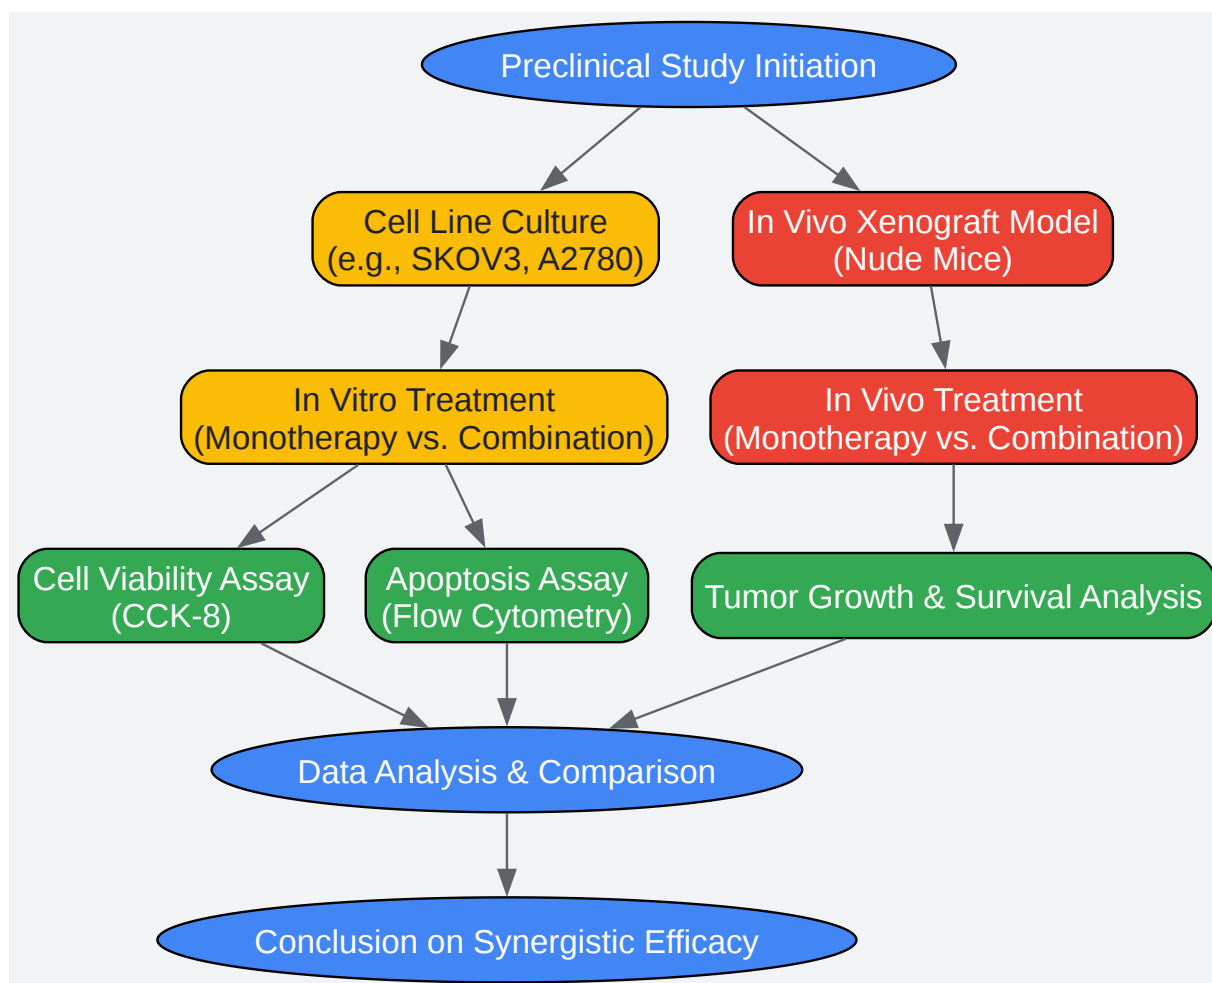 Preclinical Study Initiation
Cell Line Culture
(e.g., SKOV3, A2780)
In Vivo Xenograft Model
(Nude Mice)
In Vitro Treatment
(Monotherapy vs. Combination)
In Vivo Treatment
(Monotherapy vs. Combination)
Cell Viability Assay
(CCK-8)
Apoptosis Assay
(Flow Cytometry)
Tumor Growth & Survival Analysis
Data Analysis & Comparison
Conclusion on Synergistic Efficacy